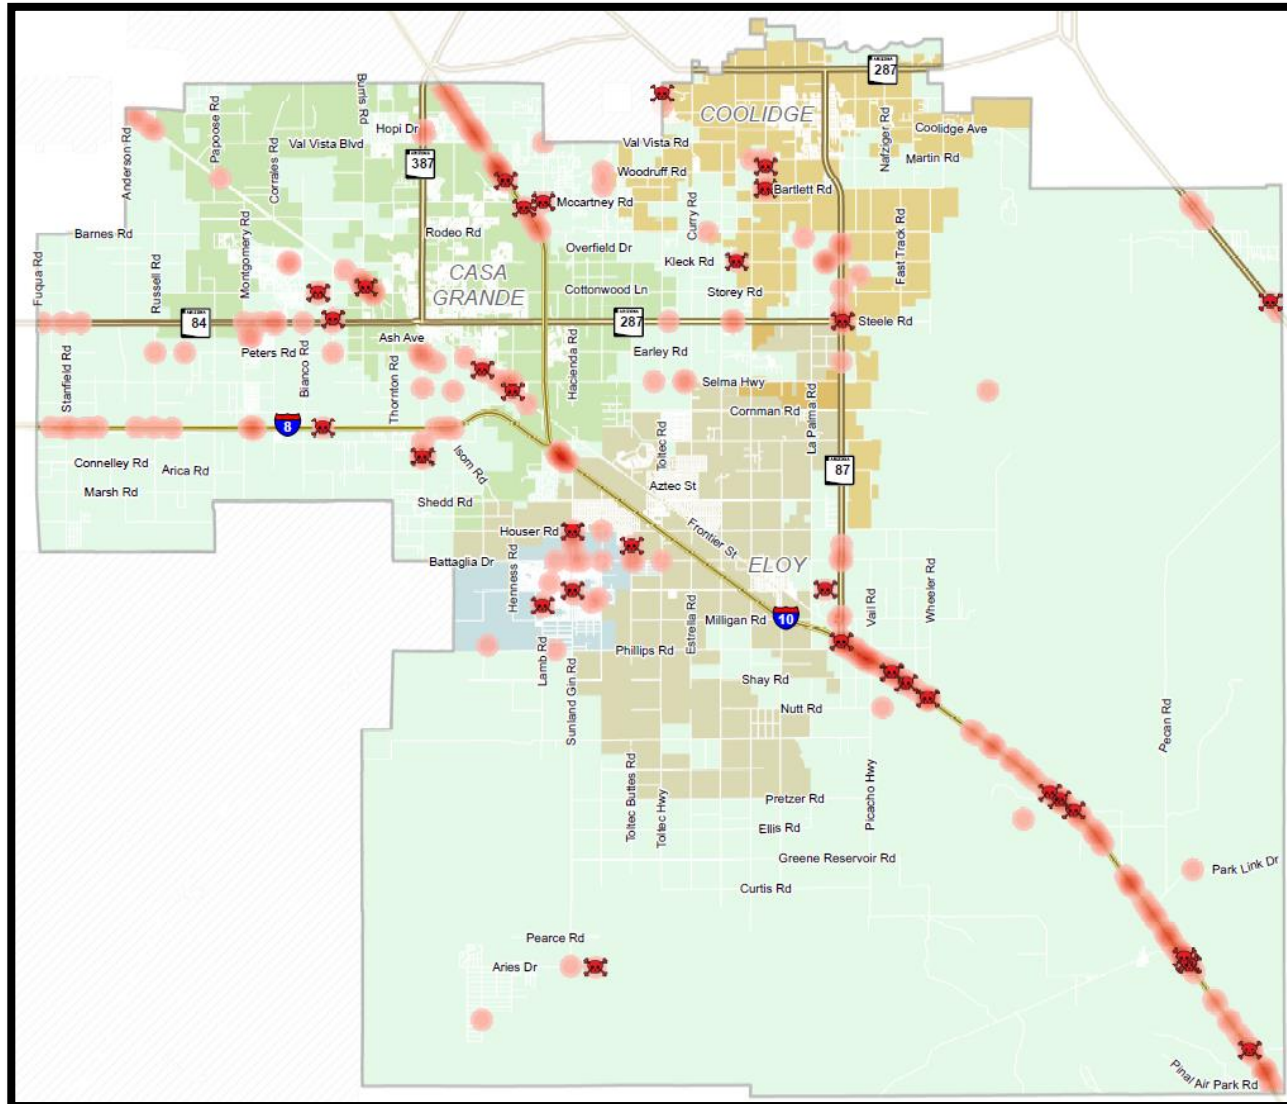 287
COOLIDGE
Coolidge Ave
Burris Rd
Hopi Dr
Val Vista Blvd
Val Vista Rd
Nafziger Rd
Martin Rd
Anderson Rd
Papoose Rd
Corrales Rd
ARIZONA
387
Woodruff Rd
Bartlett Rd
Mccartney Rd
Curry Rd
Barnes Rd
Montgomery Rd
Rodeo Rd
Overfield Dr
Fast Track Rd
Fuqua Rd
Russell Rd
CASA
GRANDE
Kleck Rd
Cottonwood Ln
Storey Rd
ARIZONA
84
ARIZONA
287
Steele Rd
Ash Ave
Peters Rd
Bianco Rd
Thornton Rd
Hacienda Rd
Earley Rd
Stanfield Rd
Selma Hwy
Cornman Rd
La Palma Rd
8
Connelley Rd
Arica Rd
Isom Rd
Toltec Rd
ARIZONA
87
Marsh Rd
Aztec St
Shedd Rd
Houser Rd
Frontier St
Battaglia Dr
ELOY
Henness Rd
Wheeler Rd
Vail Rd
Estrella Rd
Milligan Rd
10
Lamb Rd
Sunland Gin Rd
Phillips Rd
Shay Rd
Nutt Rd
Pecan Rd
Toltec Buttes Rd
Toltec Hwy
Picacho Hwy
Pretzer Rd
Ellis Rd
Greene Reservoir Rd
Park Link Dr
Curtis Rd
Pearce Rd
Aries Dr
Pinal Air Park Rd